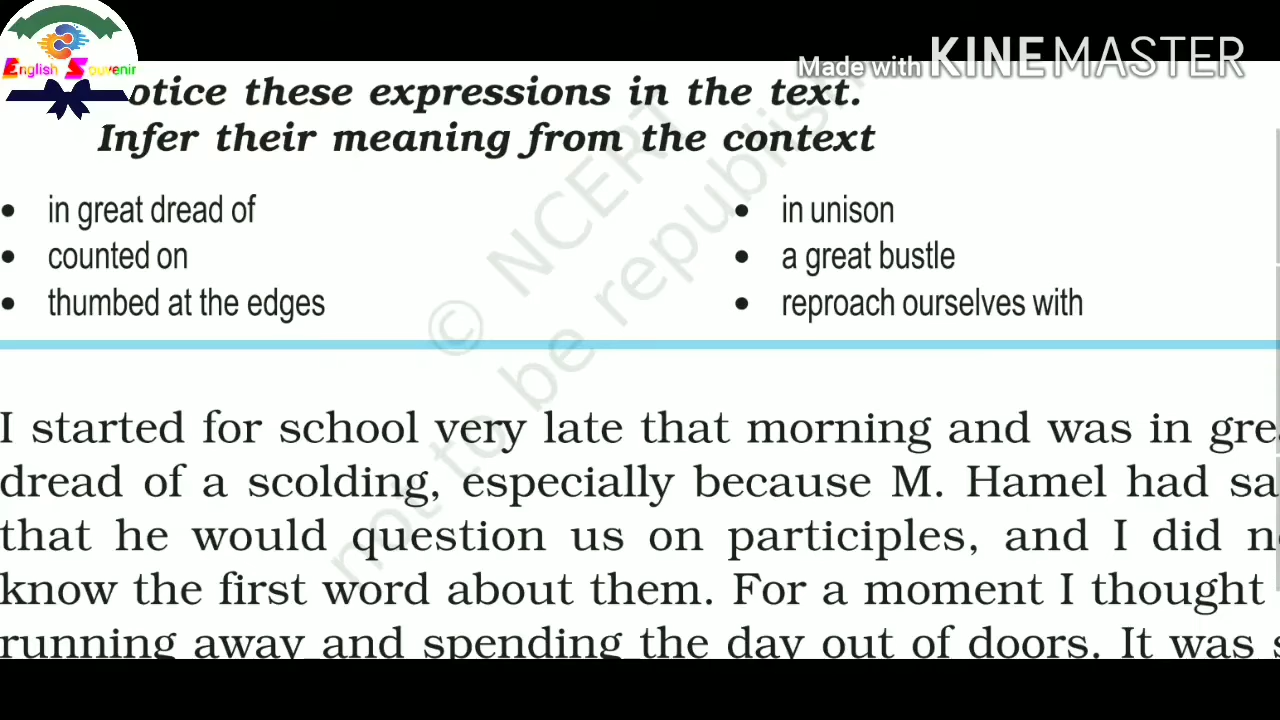 English Souvenir
Made with KINEMASTER
otice these expressions in the text.
Infer their meaning from the context
• in great dread of
• in unison
• counted on
• a great bustle
• thumbed at the edges
• reproach ourselves with
© NCERT
not to be republish
I started for school very late that morning and was in gre
dread of a scolding, especially because M. Hamel had sa
that he would question us on participles, and I did n
know the first word about them. For a moment I thought
running away and spending the day out of doors. It was s